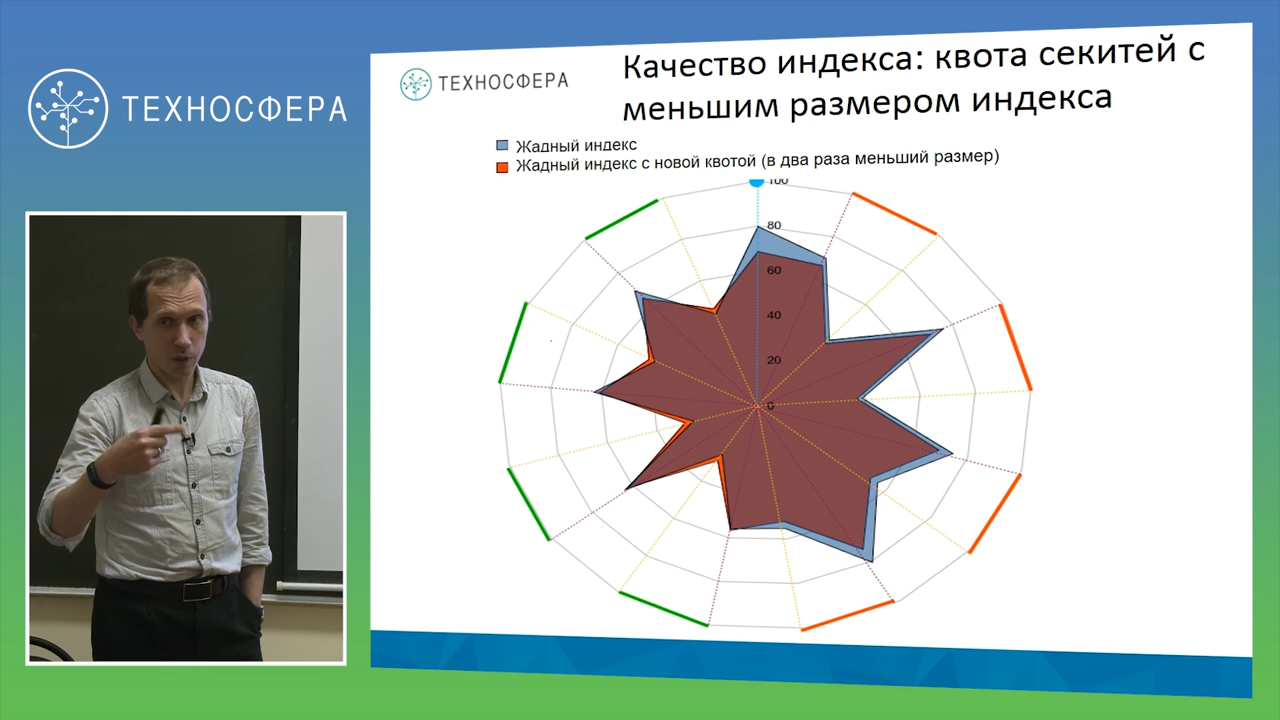 ТЕХНОСФЕРА
ТЕХНОСФЕРА
Качество индекса: квота секитей с
меньшим размером индекса
Жадный индекс
Жадный индекс с новой квотой (в два раза меньший размер)
100
80
60
40
20
0